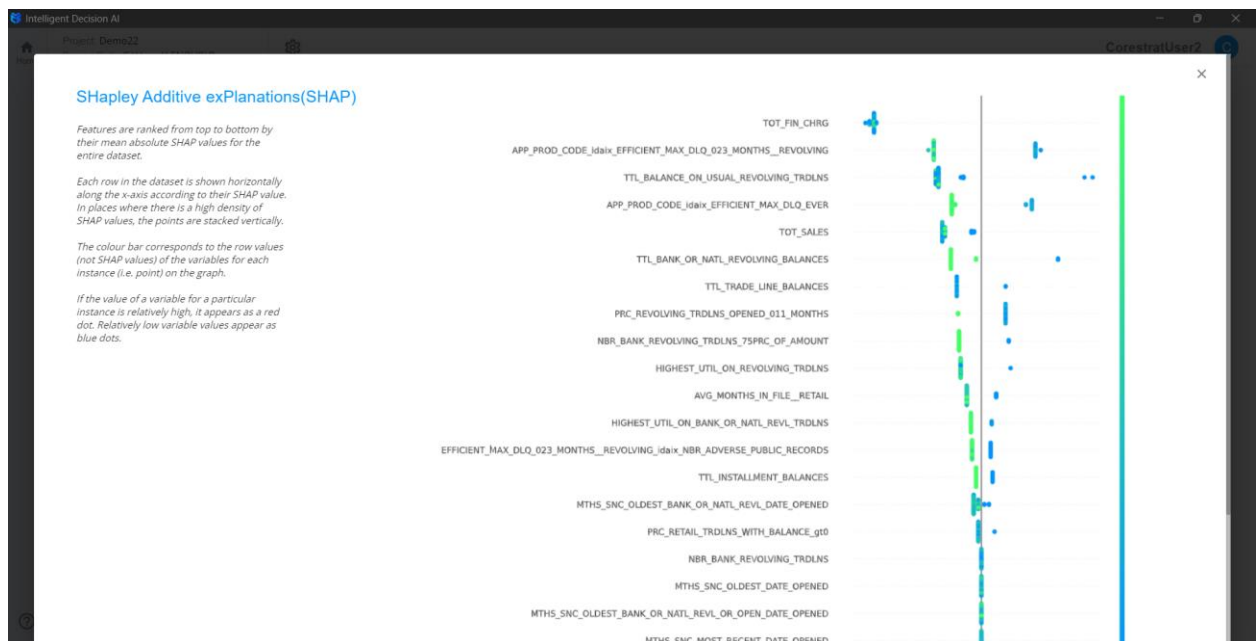 Intelligent Decision AI
Project: Demo22
CorestratUser2
C
SHapley Additive exPlanations(SHAP)
Features are ranked from top to bottom by
their mean absolute SHAP values for the
entire dataset.
Each row in the dataset is shown horizontally
along the x-axis according to their SHAP value.
In places where there is a high density of
SHAP values, the points are stacked vertically.
The colour bar corresponds to the row values
(not SHAP values) of the variables for each
instance (i.e. point) on the graph.
If the value of a variable for a particular
instance is relatively high, it appears as a red
dot. Relatively low variable values appear as
blue dots.
TOT_FIN_CHRG
APP_PROD_CODE_idaix_EFFICIENT_MAX_DLQ_023_MONTHS__REVOLVING
TTL_BALANCE_ON_USUAL_REVOLVING_TRDLNS
APP_PROD_CODE_idaix_EFFICIENT_MAX_DLQ_EVER
TOT_SALES
TTL_BANK_OR_NATL_REVOLVING_BALANCES
TTL_TRADE_LINE_BALANCES
PRC_REVOLVING_TRDLNS_OPENED_011_MONTHS
NBR_BANK_REVOLVING_TRDLNS_75PRC_OF_AMOUNT
HIGHEST_UTIL_ON_REVOLVING_TRDLNS
AVG_MONTHS_IN_FILE__RETAIL
HIGHEST_UTIL_ON_BANK_OR_NATL_REVL_TRDLNS
EFFICIENT_MAX_DLQ_023_MONTHS__REVOLVING_idaix_NBR_ADVERSE_PUBLIC_RECORDS
TTL_INSTALLMENT_BALANCES
MTHS_SNC_OLDEST_BANK_OR_NATL_REVL_DATE_OPENED
PRC_RETAIL_TRDLNS_WITH_BALANCE_gt0
NBR_BANK_REVOLVING_TRDLNS
MTHS_SNC_OLDEST_DATE_OPENED
MTHS_SNC_OLDEST_BANK_OR_NATL_REVL_OR_OPEN_DATE_OPENED
MTHS_SNC_MOST_RECENT_DATE_OPENED